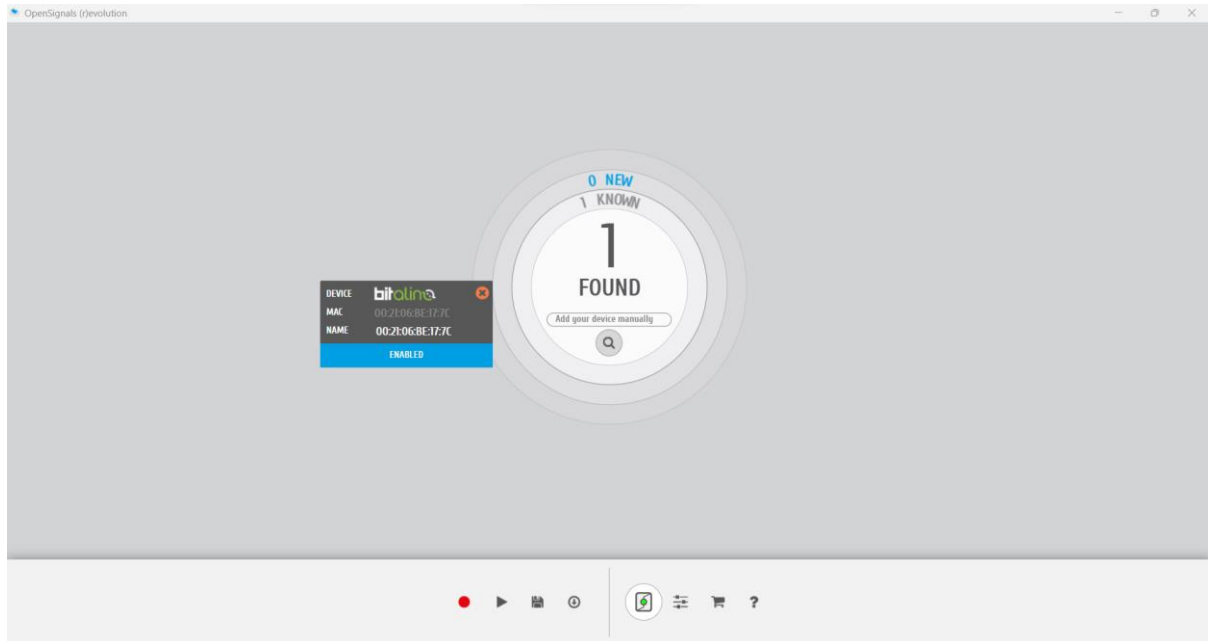 OpenSignals (r)evolution
0 NEW
1 KNOWN
1
FOUND
Add your device manually
DEVICE bitalino
MAC 00:21:06:BE:17:7C
NAME 00:21:06:BE:17:7C
ENABLED
?